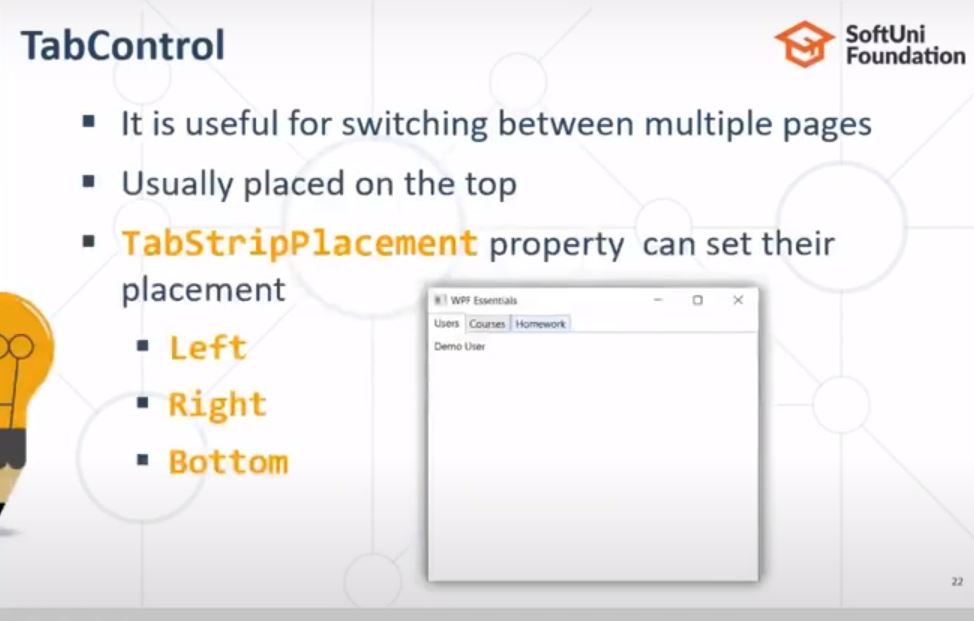 TabControl
SoftUni
Foundation
It is useful for switching between multiple pages
Usually placed on the top
TabStripPlacement property can set their
placement
WPF Essentials
Users Courses Homework
Demo User
Left
Right
Bottom
22